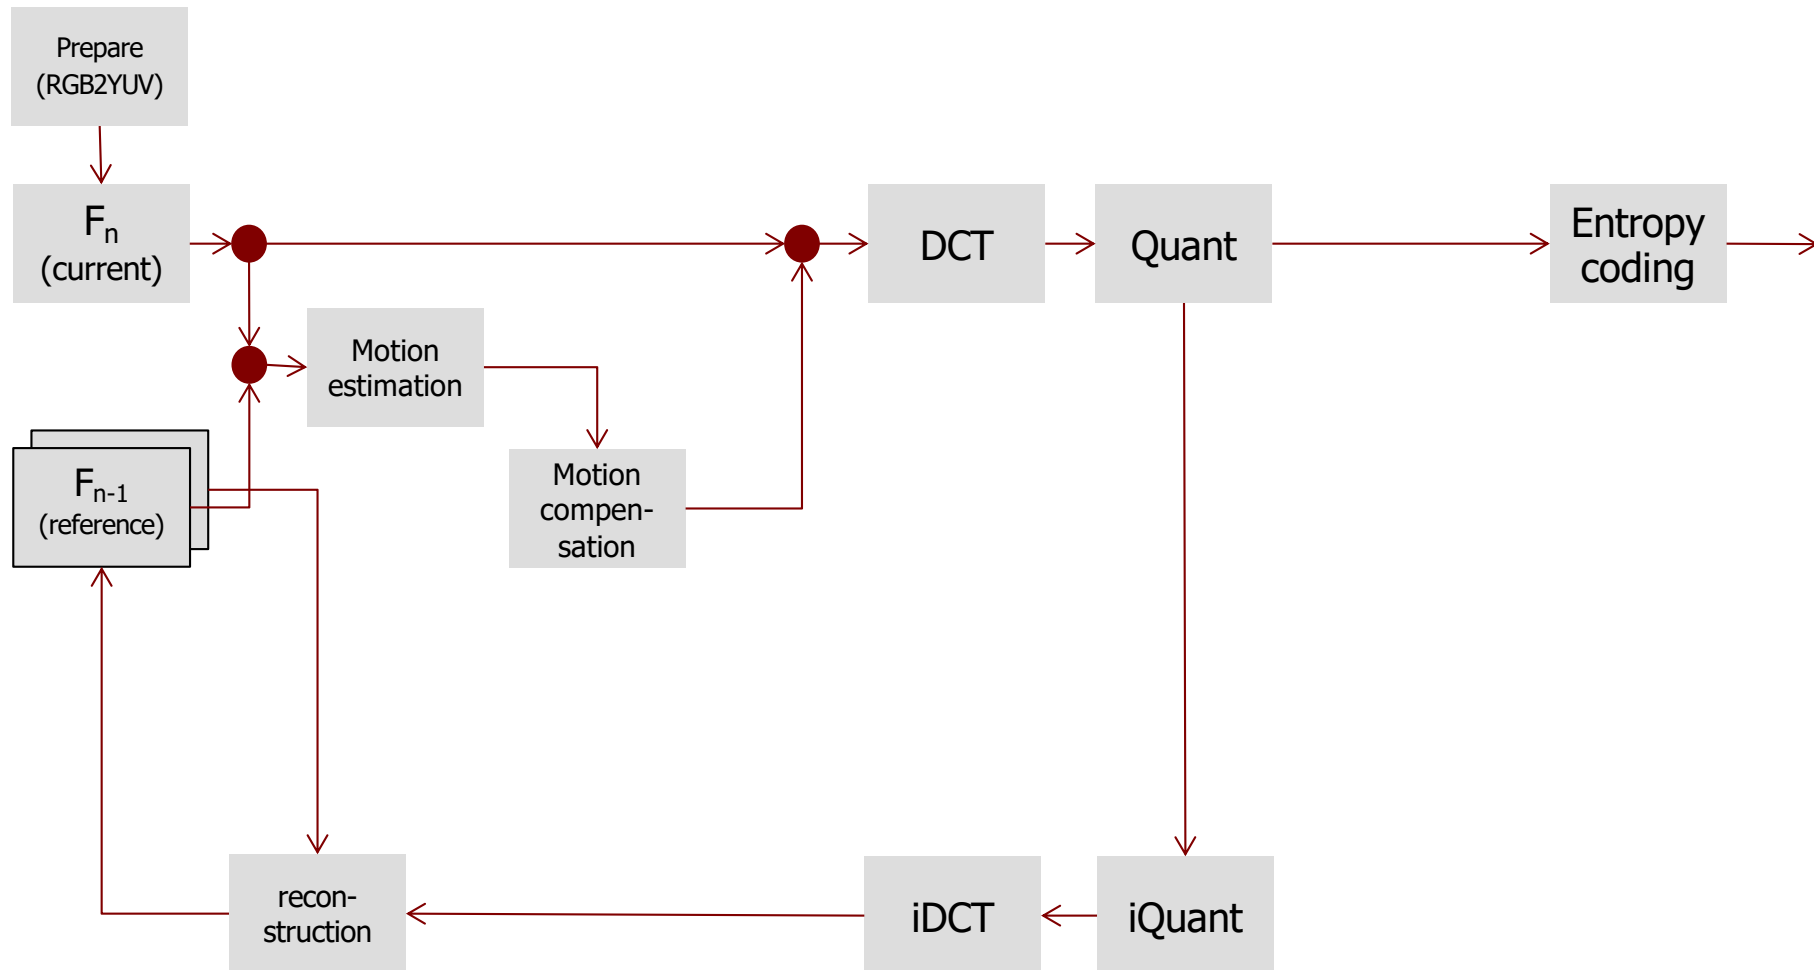 Prepare
(RGB2YUV)
Fn
(current)
DCT
Quant
Entropy
coding
Motion
estimation
Motion
compen-
sation
Fn-1
(reference)
recon-
struction
iDCT
iQuant